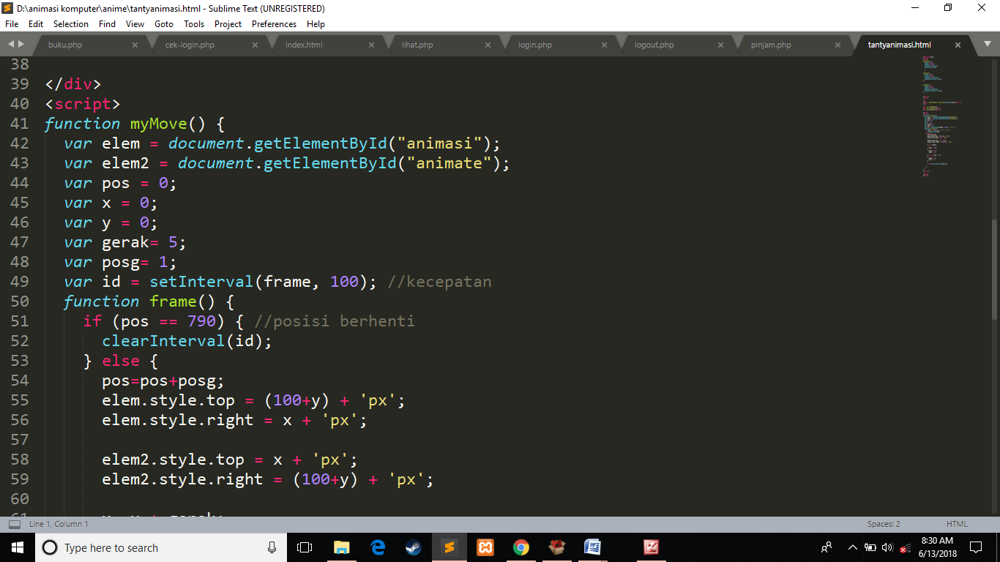 D:\animasi komputer\anime\tantyanimasi.html - Sublime Text (UNREGISTERED)
File Edit Selection Find View Goto Tools Project Preferences Help
buku.php cek-login.php index.html lihat.php login.php logout.php pinjam.php tantyanimasi.html
38
39 </div>
40 <script>
41 function myMove() {
42 var elem = document.getElementById("animasi");
43 var elem2 = document.getElementById("animate");
44 var pos = 0;
45 var x = 0;
46 var y = 0;
47 var gerak= 5;
48 var posg= 1;
49 var id = setInterval(frame, 100); //kecepatan
50 function frame() {
51 if (pos == 790) { //posisi berhenti
52 clearInterval(id);
53 } else {
54 pos=pos+posg;
55 elem.style.top = (100+y) + 'px';
56 elem.style.right = x + 'px';
57
58 elem2.style.top = x + 'px';
59 elem2.style.right = (100+y) + 'px';
60
Line 1, Column 1 Spaces: 2 HTML
Type here to search
8:30 AM
6/13/2018